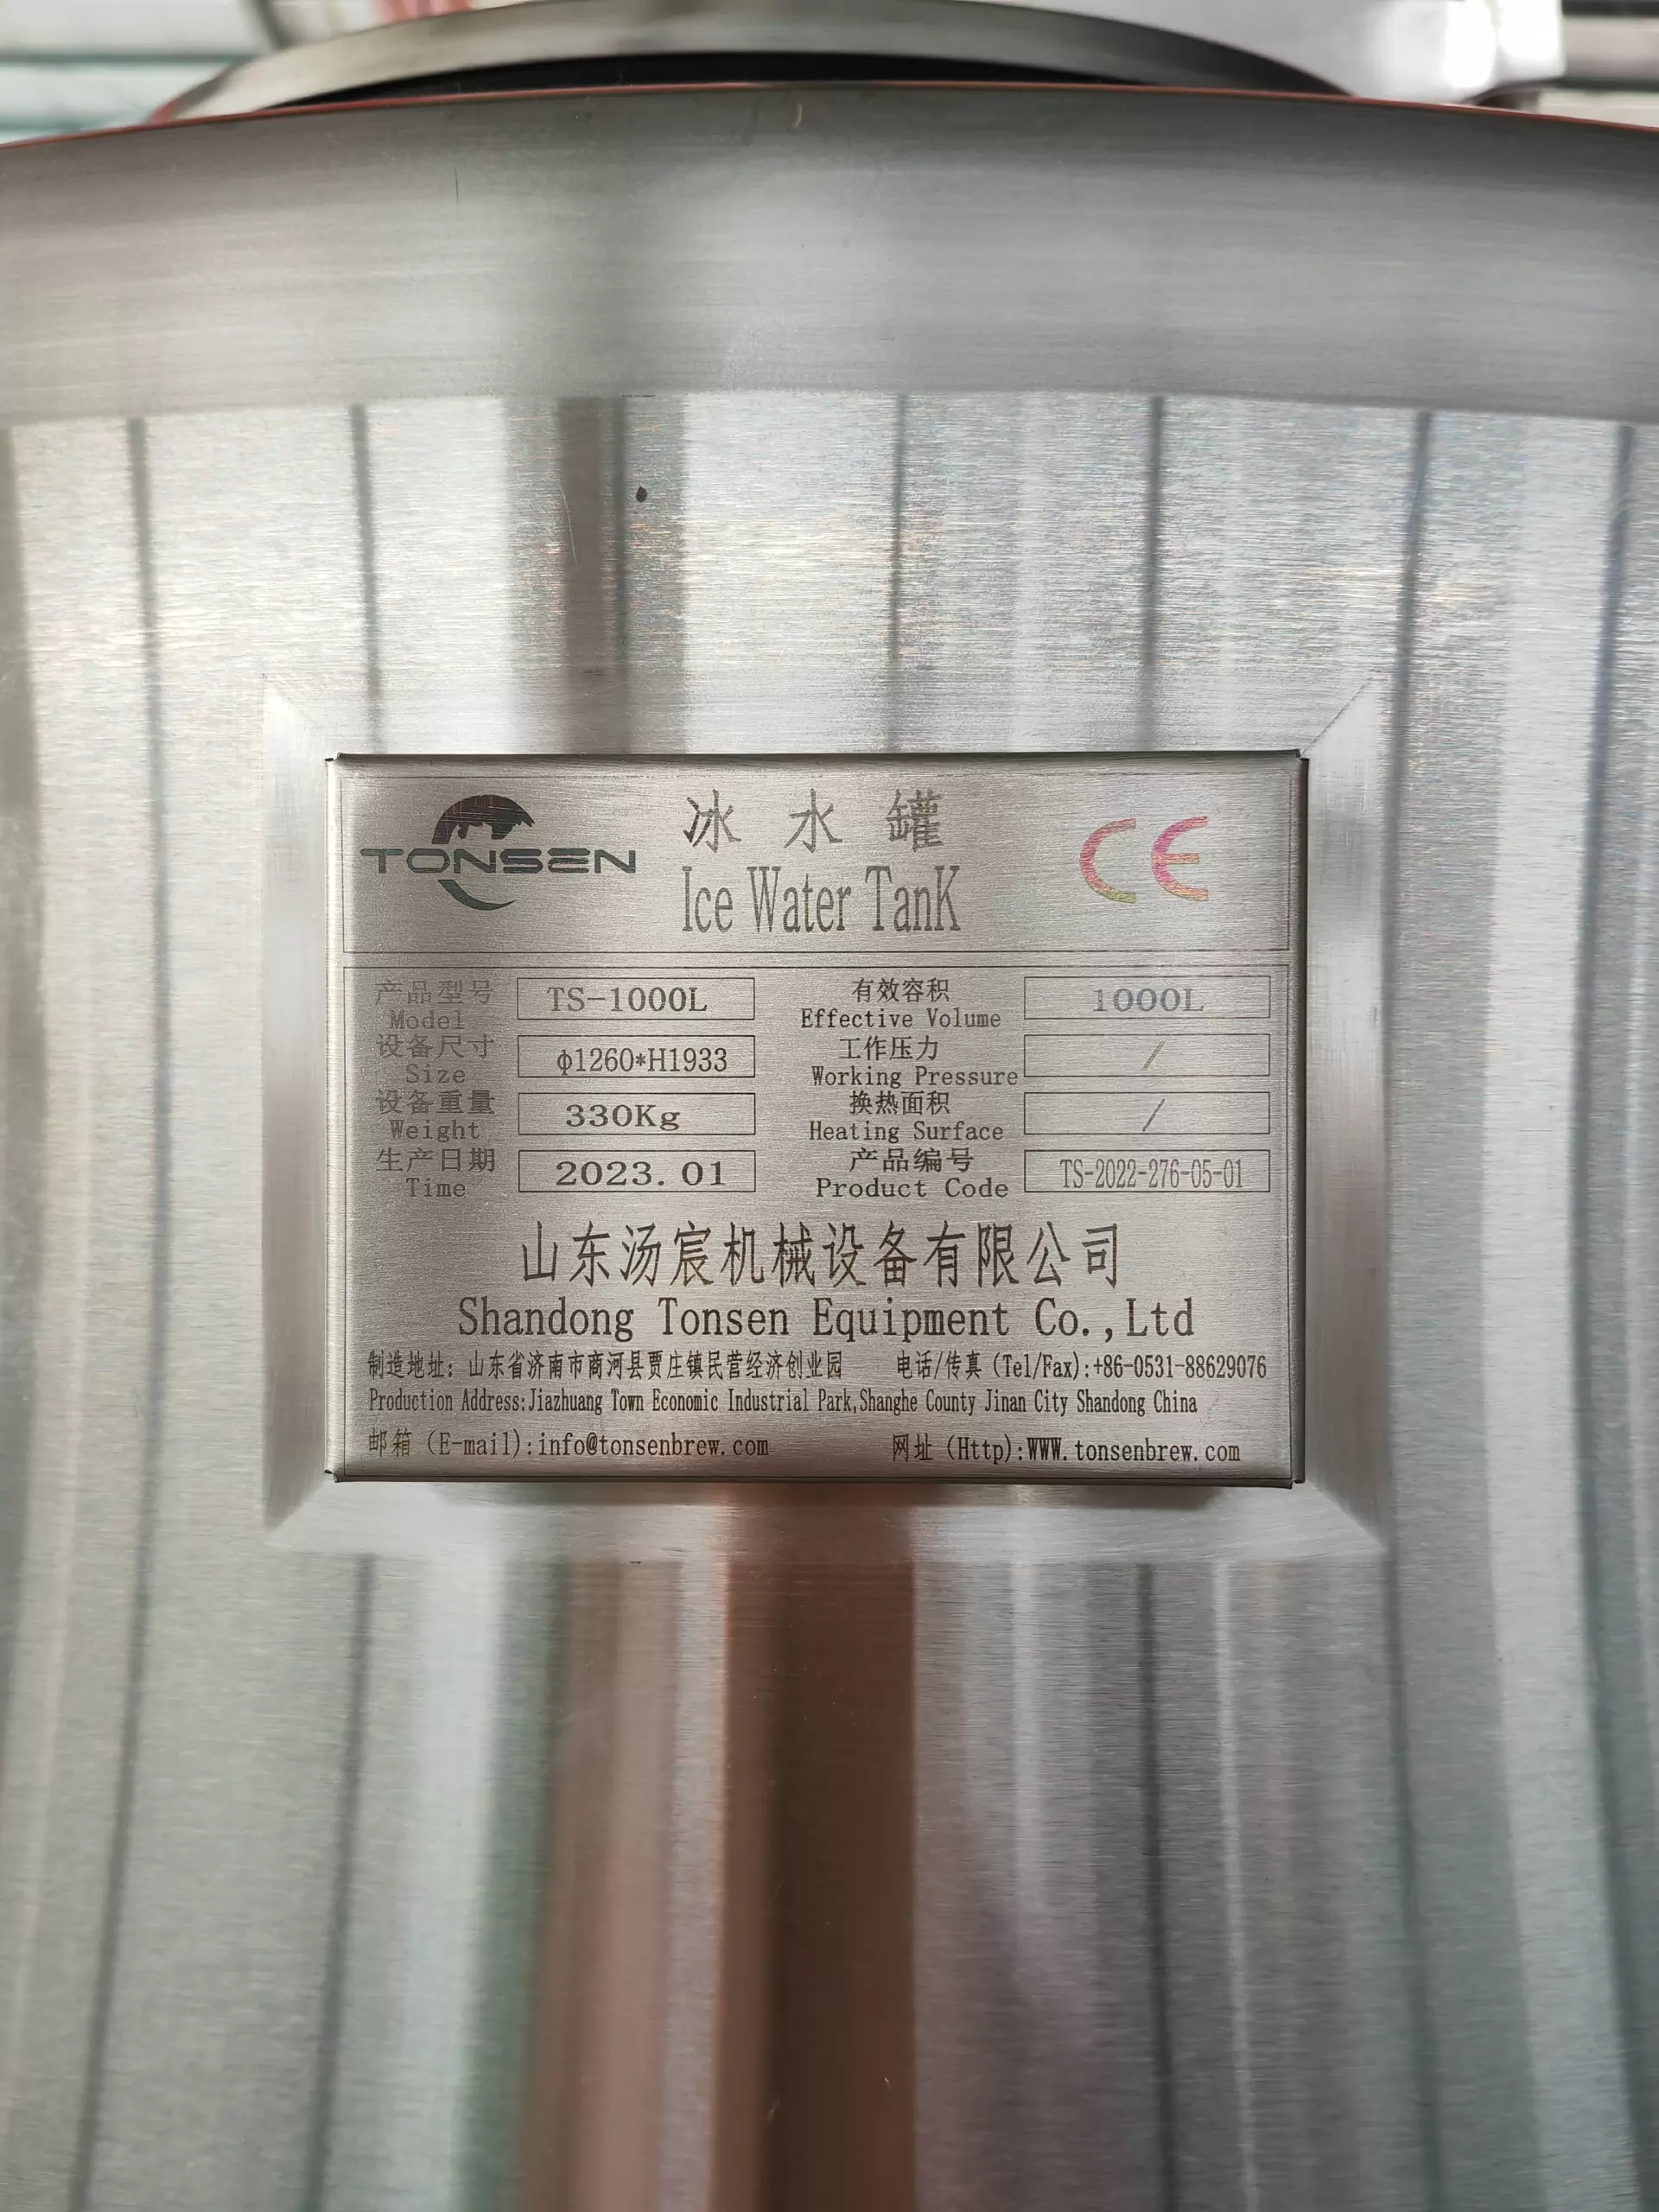 TONSEN
冰水罐
Ice Water TanK
CE
产品型号 TS-1000L 有效容积 1000L
Model Effective Volume
设备尺寸 φ1260*H1933 工作压力 /
Size Working Pressure
设备重量 330Kg 换热面积 /
Weight Heating Surface
生产日期 2023.01 产品编号 TS-2022-276-05-01
Time Product Code
山东汤宸机械设备有限公司
Shandong Tonsen Equipment Co.,Ltd
制造地址: 山东省济南市商河县贾庄镇民营经济创业园 电话/传真(Tel/Fax):+86-0531-88629076
Production Address:Jiazhuang Town Economic Industrial Park,Shanghe County Jinan City Shandong China
邮箱(E-mail):info@tonsenbrew.com 网址(Http):WWW.tonsenbrew.com